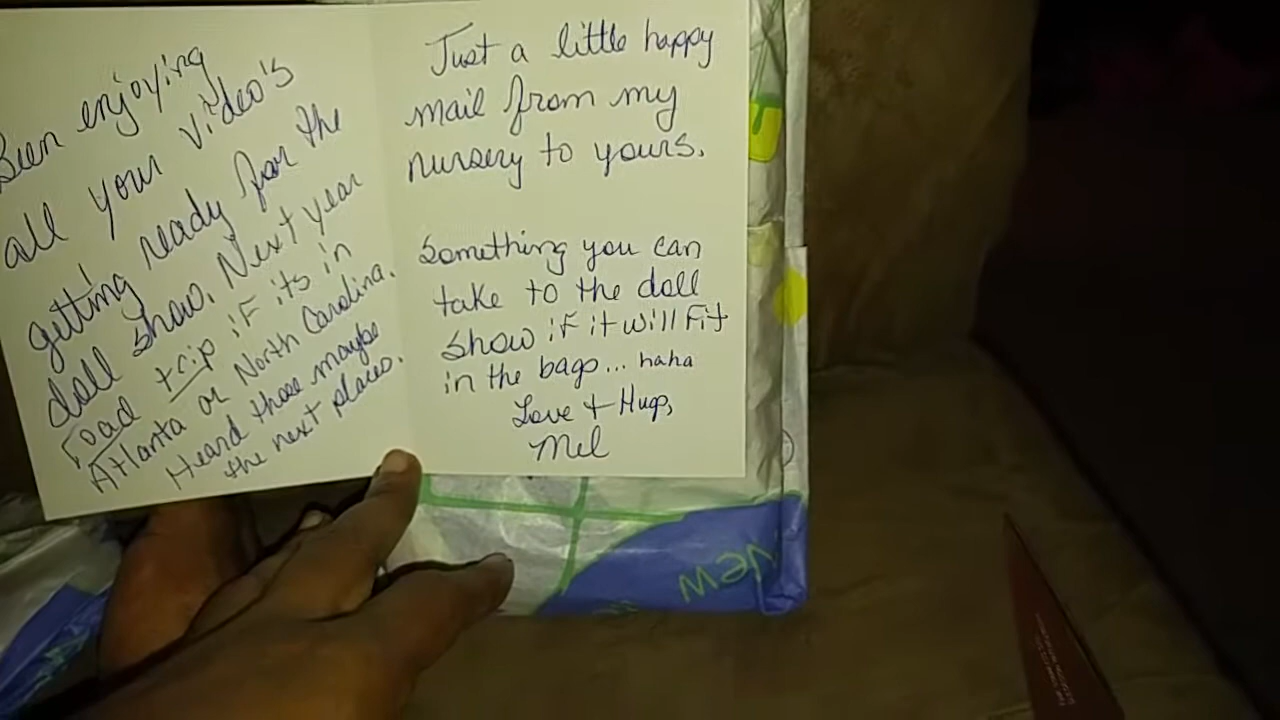 Been enjoying
all your video's
getting ready for the
doll show. Next year
road trip if its in
Atlanta or North Carolina.
Heard those maybe
the next places.
Just a little happy
mail from my
nursery to yours.
Something you can
take to the doll
show if it will fit
in the bags... haha
Love + Hugs,
Mel
NEW